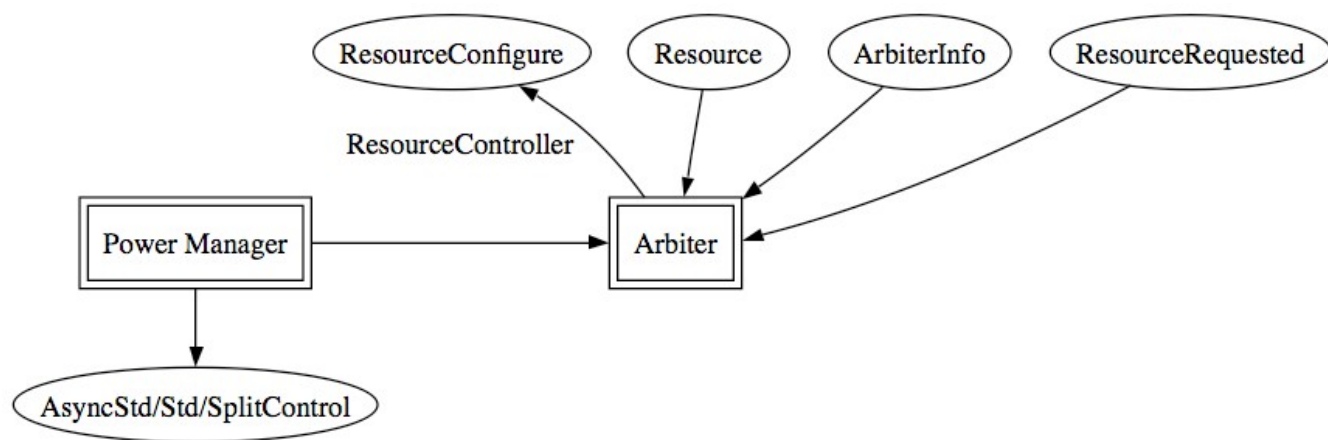 ResourceConfigure
Resource
ArbiterInfo
ResourceRequested
ResourceController
Power Manager
Arbiter
AsyncStd/Std/SplitControl